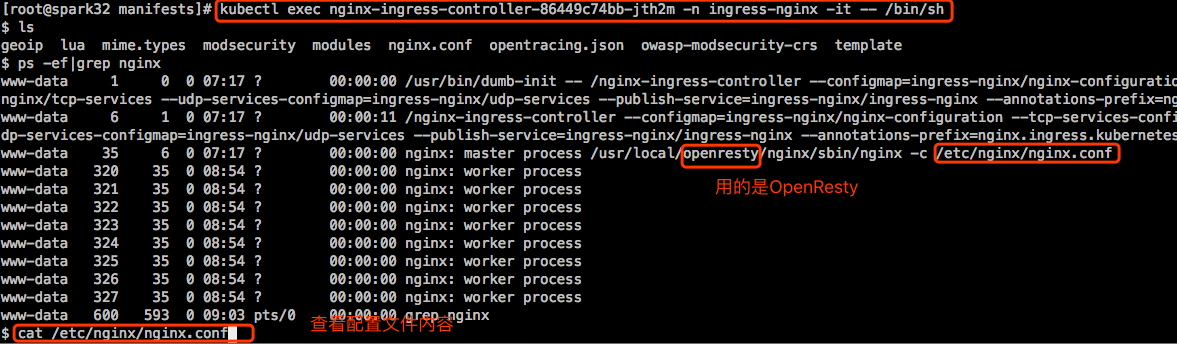 [root@spark32 manifests]# kubectl exec nginx-ingress-controller-86449c74bb-jth2m -n ingress-nginx -it -- /bin/sh
$ ls
geoip  lua  mime.types  modsecurity  modules  nginx.conf  opentracing.json  owasp-modsecurity-crs  template
$ ps -ef|grep nginx
www-data     1     0  0 07:17 ?        00:00:00 /usr/bin/dumb-init -- /nginx-ingress-controller --configmap=ingress-nginx/nginx-configuratio
nginx/tcp-services --udp-services-configmap=ingress-nginx/udp-services --publish-service=ingress-nginx/ingress-nginx --annotations-prefix=ng
www-data     6     1  0 07:17 ?        00:00:11 /nginx-ingress-controller --configmap=ingress-nginx/nginx-configuration --tcp-services-confi
dp-services-configmap=ingress-nginx/udp-services --publish-service=ingress-nginx/ingress-nginx --annotations-prefix=nginx.ingress.kubernetes
www-data    35     6  0 07:17 ?        00:00:00 nginx: master process /usr/local/openresty/nginx/sbin/nginx -c /etc/nginx/nginx.conf
www-data   320    35  0 08:54 ?        00:00:00 nginx: worker process
用的是OpenResty
www-data   321    35  0 08:54 ?        00:00:00 nginx: worker process
www-data   322    35  0 08:54 ?        00:00:00 nginx: worker process
www-data   323    35  0 08:54 ?        00:00:00 nginx: worker process
www-data   324    35  0 08:54 ?        00:00:00 nginx: worker process
www-data   325    35  0 08:54 ?        00:00:00 nginx: worker process
www-data   326    35  0 08:54 ?        00:00:00 nginx: worker process
www-data   327    35  0 08:54 ?        00:00:00 nginx: worker process
www-data   600   593  0 09:03 pts/0    00:00:00 grep nginx
查看配置文件内容
$ cat /etc/nginx/nginx.conf